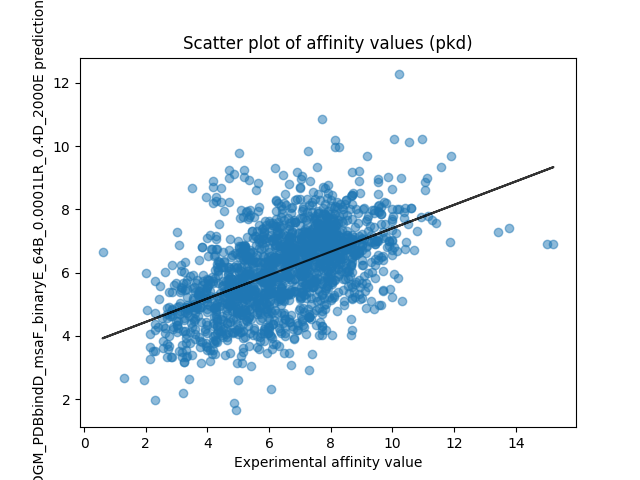 Scatter plot of affinity values (pkd)
DGM_PDBbindD_msaF_binaryE_64B_0.0001LR_0.4D_2000E prediction
12
10
8
6
4
2
0 2 4 6 8 10 12 14
Experimental affinity value